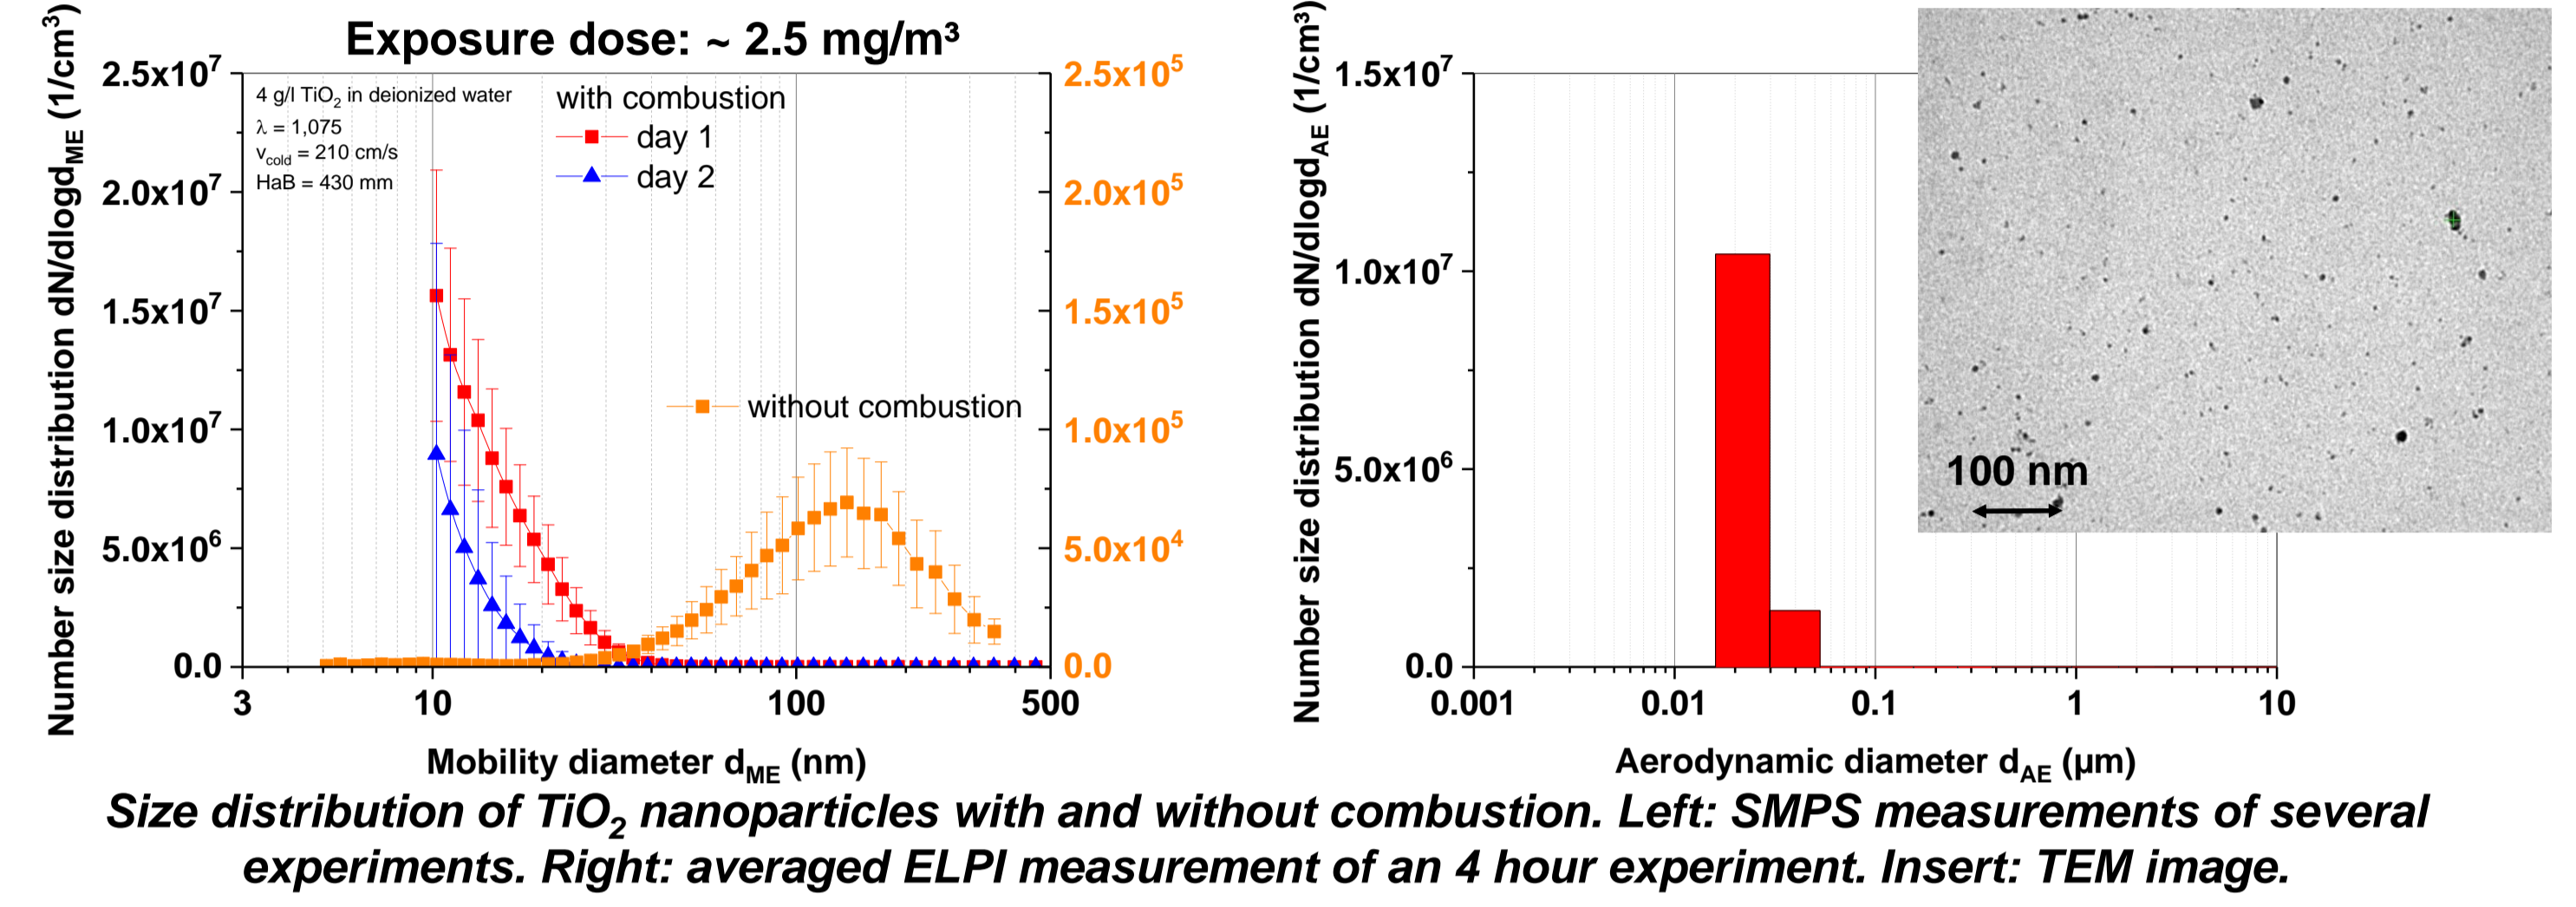 Exposure dose: ~ 2.5 mg/m³
Number size distribution dN/dlogd_ME (1/cm³)
2.5x10⁷
2.0x10⁷
1.5x10⁷
1.0x10⁷
5.0x10⁶
0.0
4 g/l TiO₂ in deionized water
λ = 1,075
v_cold = 210 cm/s
HaB = 430 mm
with combustion
day 1
day 2
without combustion
2.5x10⁵
2.0x10⁵
1.5x10⁵
1.0x10⁵
5.0x10⁴
0.0
3 10 100 500
Mobility diameter d_ME (nm)
Number size distribution dN/dlogd_AE (1/cm³)
1.5x10⁷
1.0x10⁷
5.0x10⁶
0.0
100 nm
0.001 0.01 0.1 1 10
Aerodynamic diameter d_AE (µm)
Size distribution of TiO₂ nanoparticles with and without combustion. Left: SMPS measurements of several
experiments. Right: averaged ELPI measurement of an 4 hour experiment. Insert: TEM image.